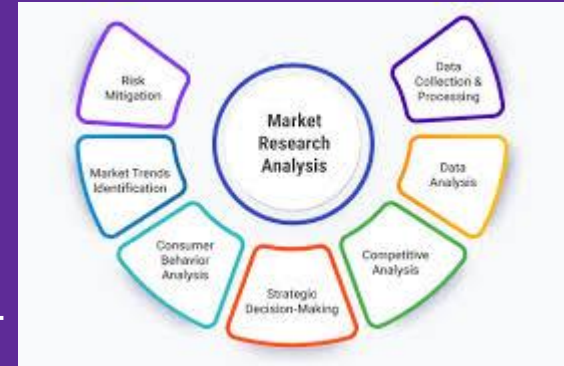 Market
Research
Analysis
Risk
Mitigation
Market Trends
Identification
Consumer
Behavior
Analysis
Strategic
Decision-Making
Competitive
Analysis
Data
Analysis
Data
Collection &
Processing